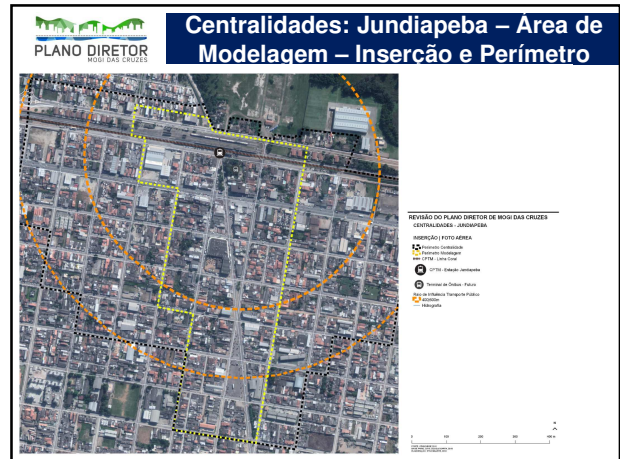 PLANO DIRETOR
MOGI DAS CRUZES
Centralidades: Jundiapeba – Área de
Modelagem – Inserção e Perímetro
REVISÃO DO PLANO DIRETOR DE MOGI DAS CRUZES
CENTRALIDADES - JUNDIAPEBA
INSERÇÃO | FOTO AÉREA
Perímetro Centralidade
Perímetro Modelagem
CPTM - Linha Coral
CPTM - Estação Jundiapeba
Terminal de Ônibus - Futuro
Raio de Influência Transporte Público
400/600m
Hidrografia
N
0 100 200 300 400 m